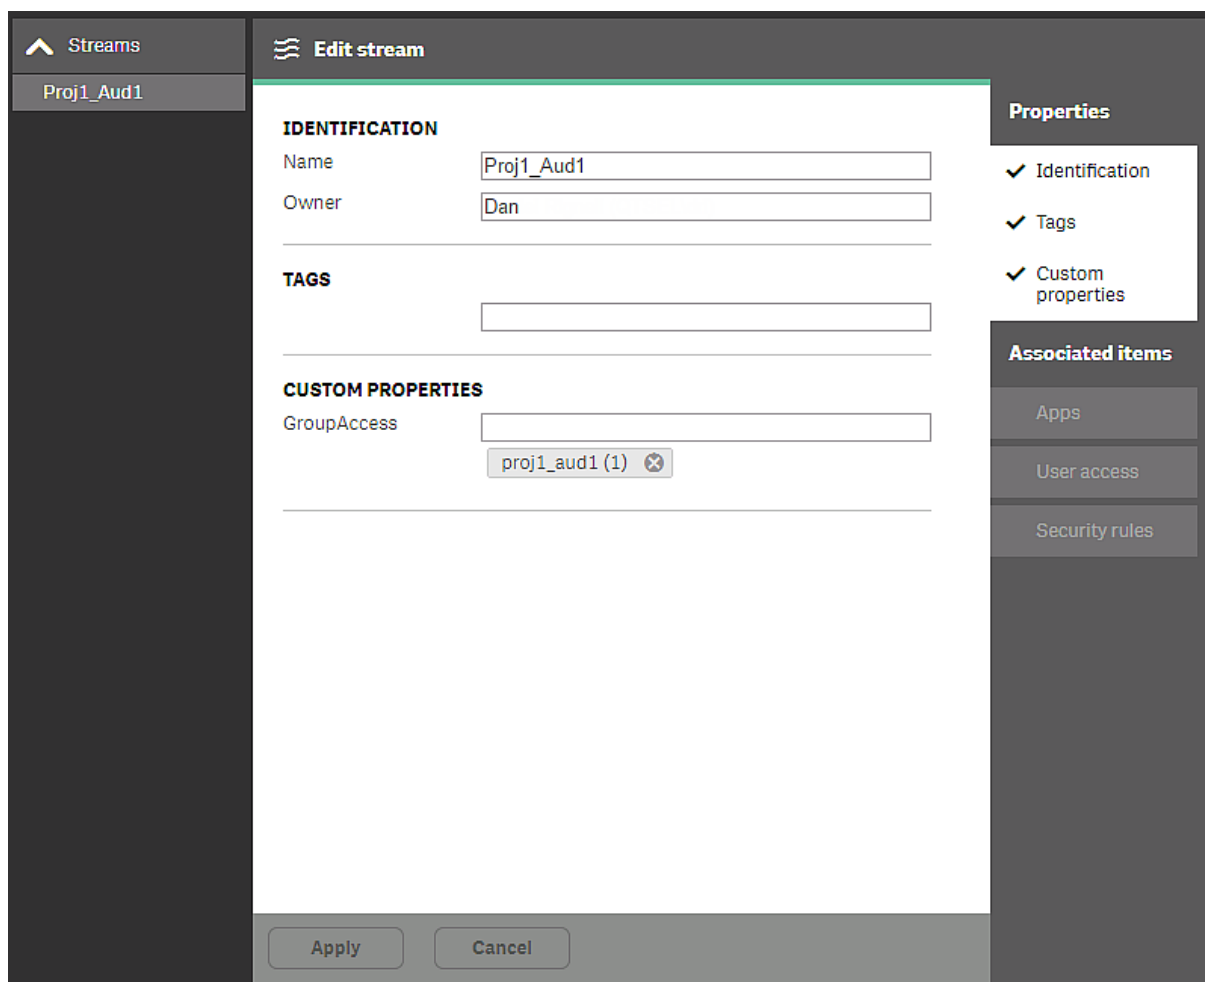 Streams
Proj1_Aud1
Edit stream
IDENTIFICATION
Name
Proj1_Aud1
Owner
Dan
TAGS
CUSTOM PROPERTIES
GroupAccess
proj1_aud1 (1)
Apply
Cancel
Properties
Identification
Tags
Custom
properties
Associated items
Apps
User access
Security rules